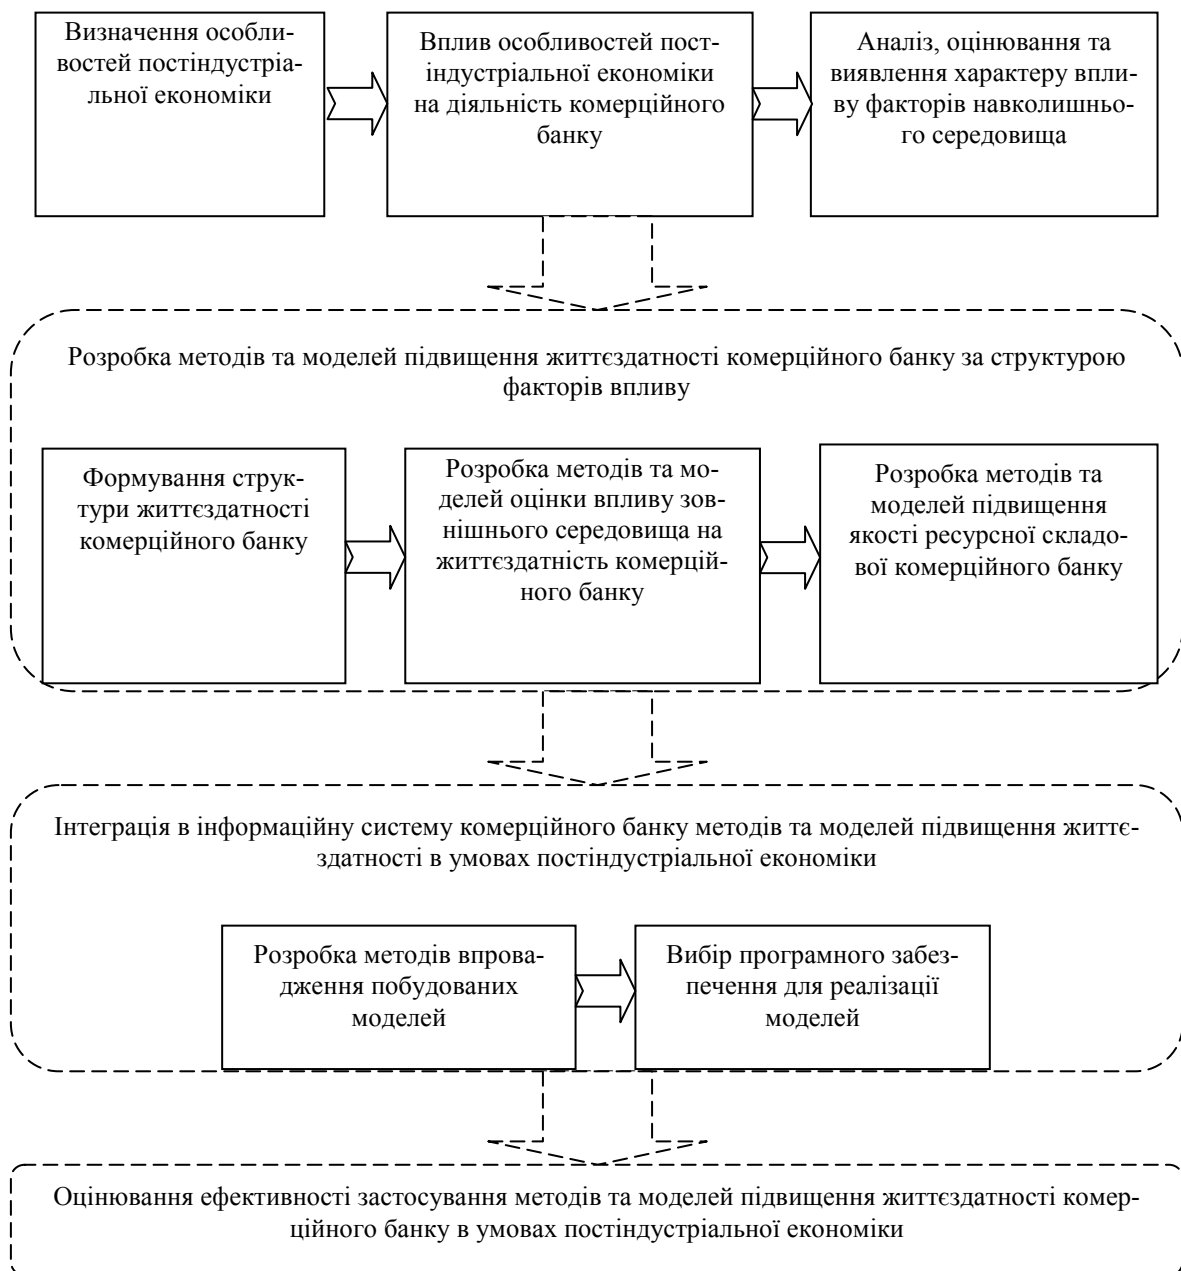 Визначення особли-
востей постіндустріа-
льної економіки
Вплив особливостей пост-
індустріальної економіки
на діяльність комерційного
банку
Аналіз, оцінювання та
виявлення характеру впли-
ву факторів навколишньо-
го середовища
Розробка методів та моделей підвищення життєздатності комерційного банку за структурою
факторів впливу
Формування струк-
тури життєздатності
комерційного банку
Розробка методів та мо-
делей оцінки впливу зов-
нішнього середовища на
життєздатність комерцій-
ного банку
Розробка методів та
моделей підвищення
якості ресурсної складо-
вої комерційного банку
Інтеграція в інформаційну систему комерційного банку методів та моделей підвищення життє-
здатності в умовах постіндустріальної економіки
Розробка методів впрова-
дження побудованих
моделей
Вибір програмного забез-
печення для реалізації
моделей
Оцінювання ефективності застосування методів та моделей підвищення життєздатності комер-
ційного банку в умовах постіндустріальної економіки